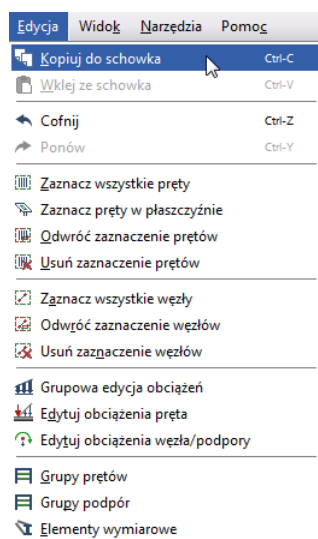 Edycja Widok Narzędzia Pomoc
Kopiuj do schowka Ctrl-C
Wklej ze schowka Ctrl-V
Cofnij Ctrl-Z
Ponów Ctrl-Y
Zaznacz wszystkie pręty
Zaznacz pręty w płaszczyźnie
Odwróć zaznaczenie prętów
Usuń zaznaczenie prętów
Zaznacz wszystkie węzły
Odwróć zaznaczenie węzłów
Usuń zaznaczenie węzłów
Grupowa edycja obciążeń
Edytuj obciążenia pręta
Edytuj obciążenia węzła/podpory
Grupy prętów
Grupy podpór
Elementy wymiarowe